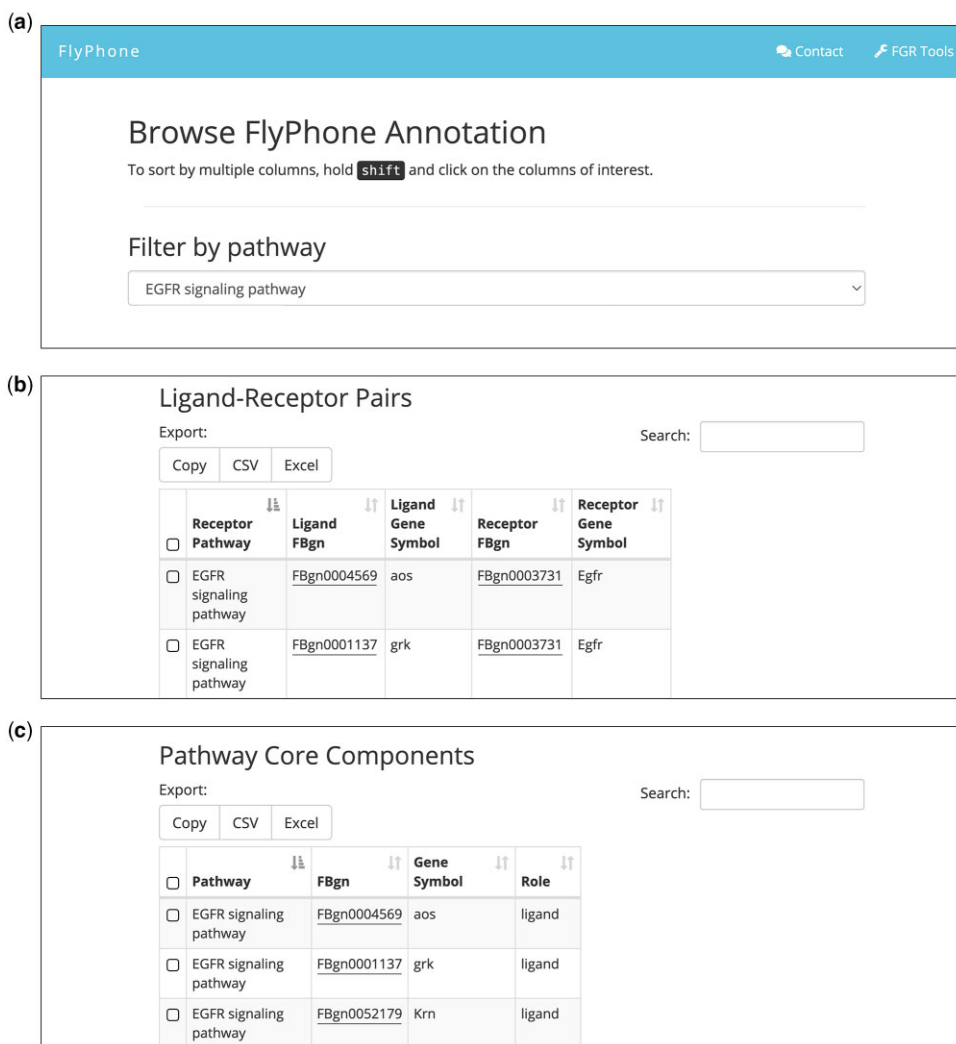 (a)
FlyPhone Contact FGR Tools
Browse FlyPhone Annotation
To sort by multiple columns, hold shift and click on the columns of interest.
Filter by pathway
EGFR signaling pathway
(b)
Ligand-Receptor Pairs
Export:
Search:
Copy CSV Excel
Receptor Pathway
Ligand FBgn
Ligand Gene Symbol
Receptor FBgn
Receptor Gene Symbol
EGFR signaling pathway
FBgn0004569 aos FBgn0003731 Egfr
EGFR signaling pathway
FBgn0001137 grk FBgn0003731 Egfr
(c)
Pathway Core Components
Export:
Search:
Copy CSV Excel
Pathway FBgn Gene Symbol Role
EGFR signaling pathway
FBgn0004569 aos ligand
EGFR signaling pathway
FBgn0001137 grk ligand
EGFR signaling pathway
FBgn0052179 Krn ligand